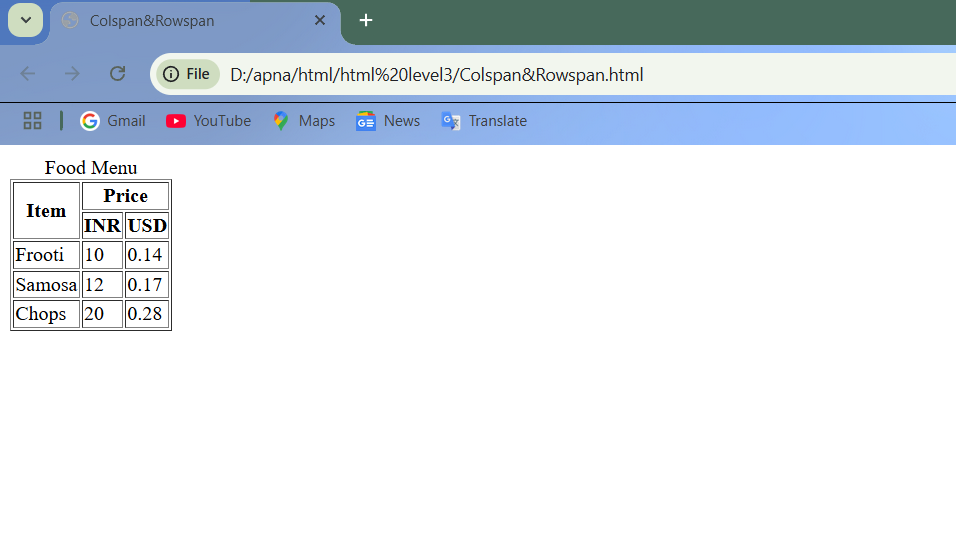 Colspan&Rowspan
File D:/apna/html/html%20level3/Colspan&Rowspan.html
Gmail YouTube Maps News Translate
Food Menu
Item Price
INR USD
Frooti 10 0.14
Samosa 12 0.17
Chops 20 0.28